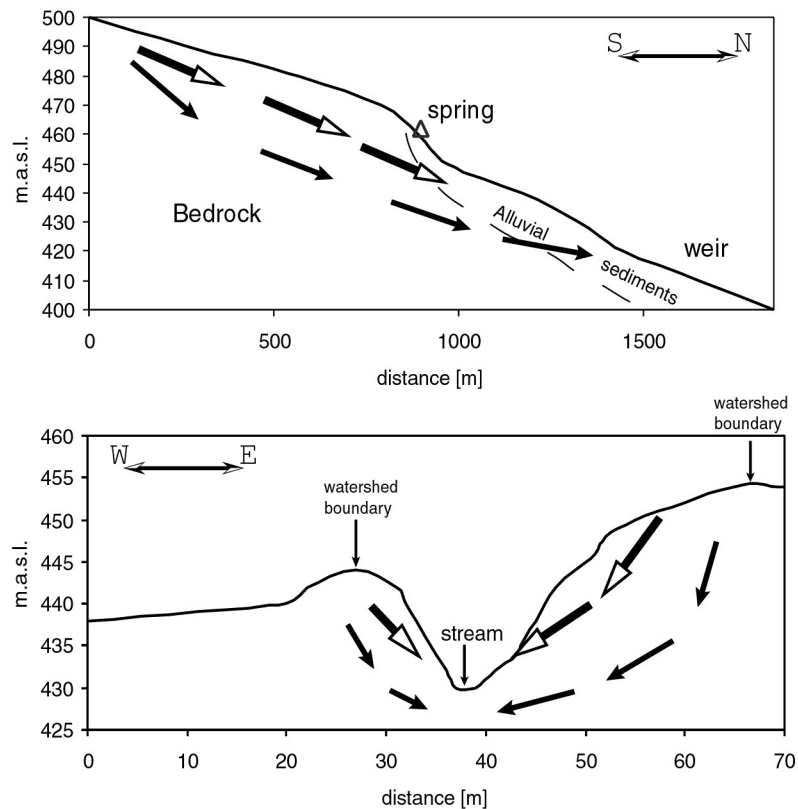 500
490
480
470
460
450
440
430
420
410
400
m.a.s.l.
S N
spring
Bedrock
Alluvial
sediments
weir
0 500 1000 1500
distance [m]
watershed
boundary
460
455
450
445
440
435
430
425
m.a.s.l.
W E
watershed
boundary
stream
0 10 20 30 40 50 60 70
distance [m]